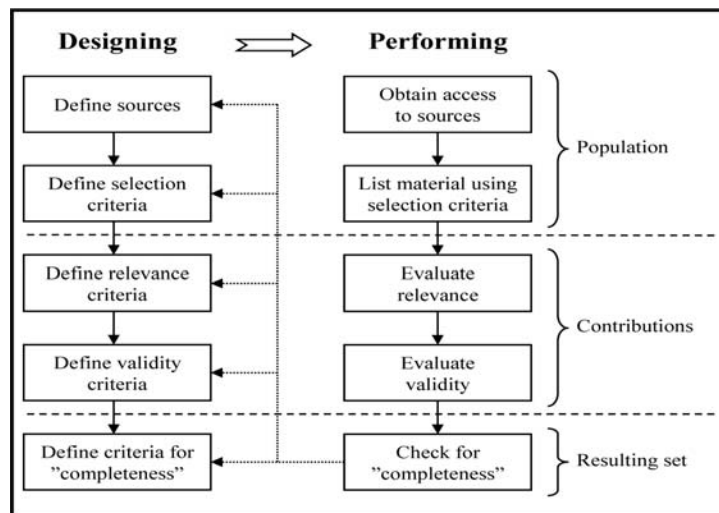 Designing
Performing
Define sources
Obtain access
to sources
Population
Define selection
criteria
List material using
selection criteria
Define relevance
criteria
Evaluate
relevance
Contributions
Define validity
criteria
Evaluate
validity
Define criteria for
”completeness”
Check for
”completeness”
Resulting set